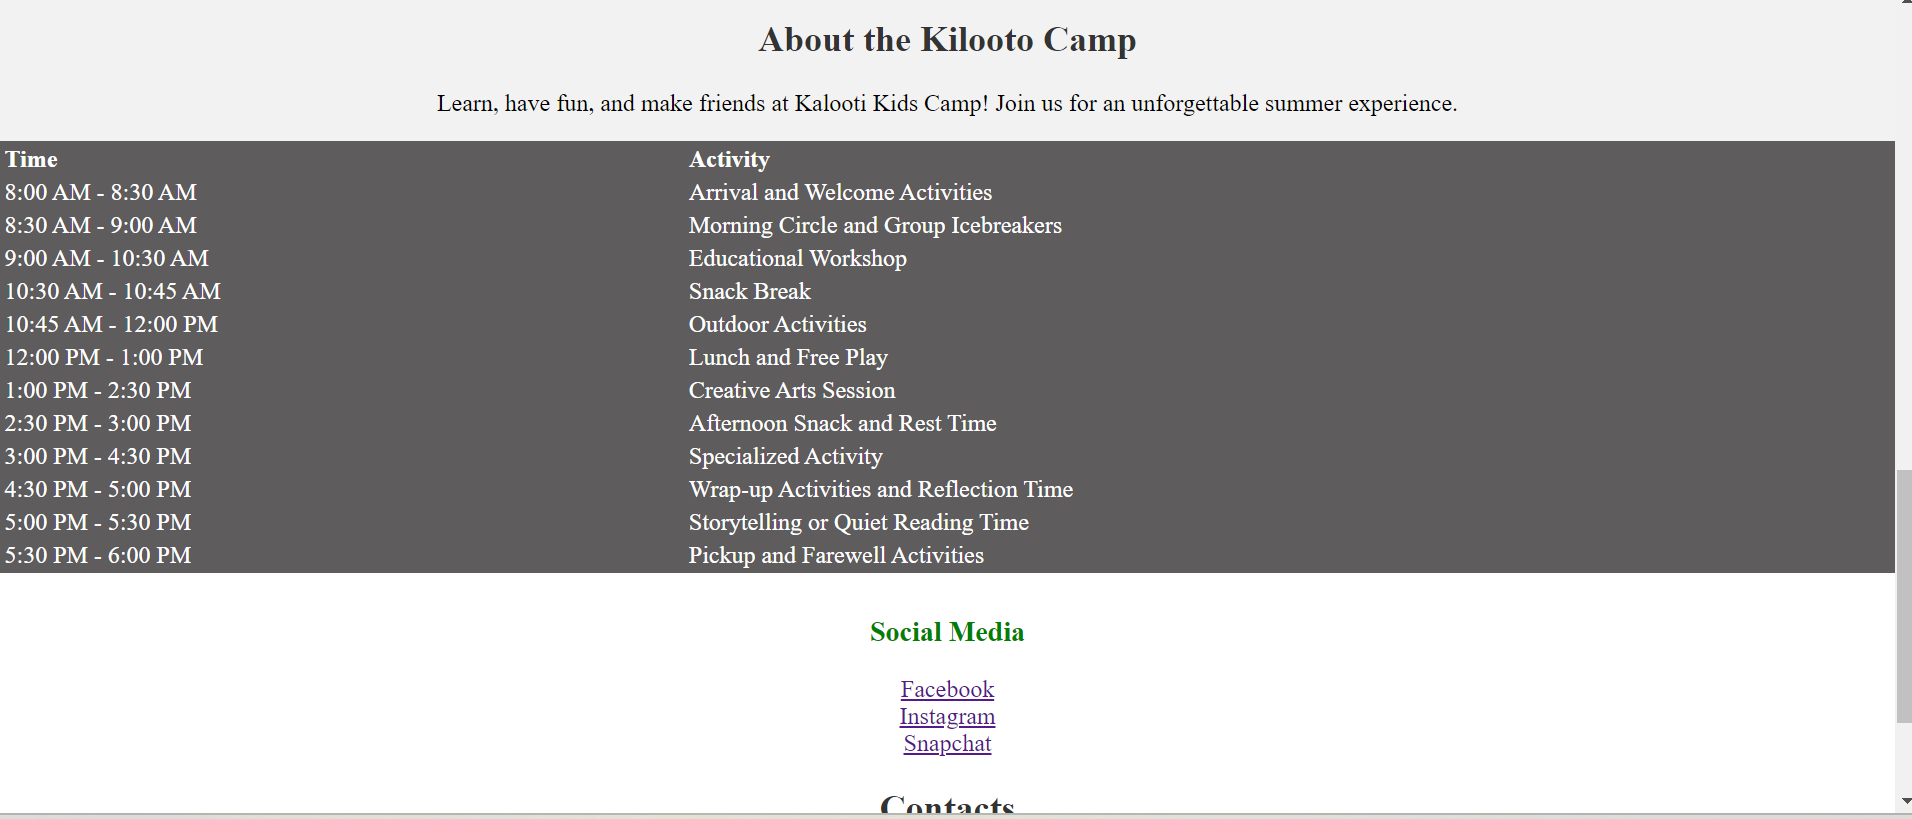 About the Kilooto Camp
Learn, have fun, and make friends at Kalooti Kids Camp! Join us for an unforgettable summer experience.
Time Activity
8:00 AM - 8:30 AM Arrival and Welcome Activities
8:30 AM - 9:00 AM Morning Circle and Group Icebreakers
9:00 AM - 10:30 AM Educational Workshop
10:30 AM - 10:45 AM Snack Break
10:45 AM - 12:00 PM Outdoor Activities
12:00 PM - 1:00 PM Lunch and Free Play
1:00 PM - 2:30 PM Creative Arts Session
2:30 PM - 3:00 PM Afternoon Snack and Rest Time
3:00 PM - 4:30 PM Specialized Activity
4:30 PM - 5:00 PM Wrap-up Activities and Reflection Time
5:00 PM - 5:30 PM Storytelling or Quiet Reading Time
5:30 PM - 6:00 PM Pickup and Farewell Activities
Social Media
Facebook
Instagram
Snapchat
Contacts